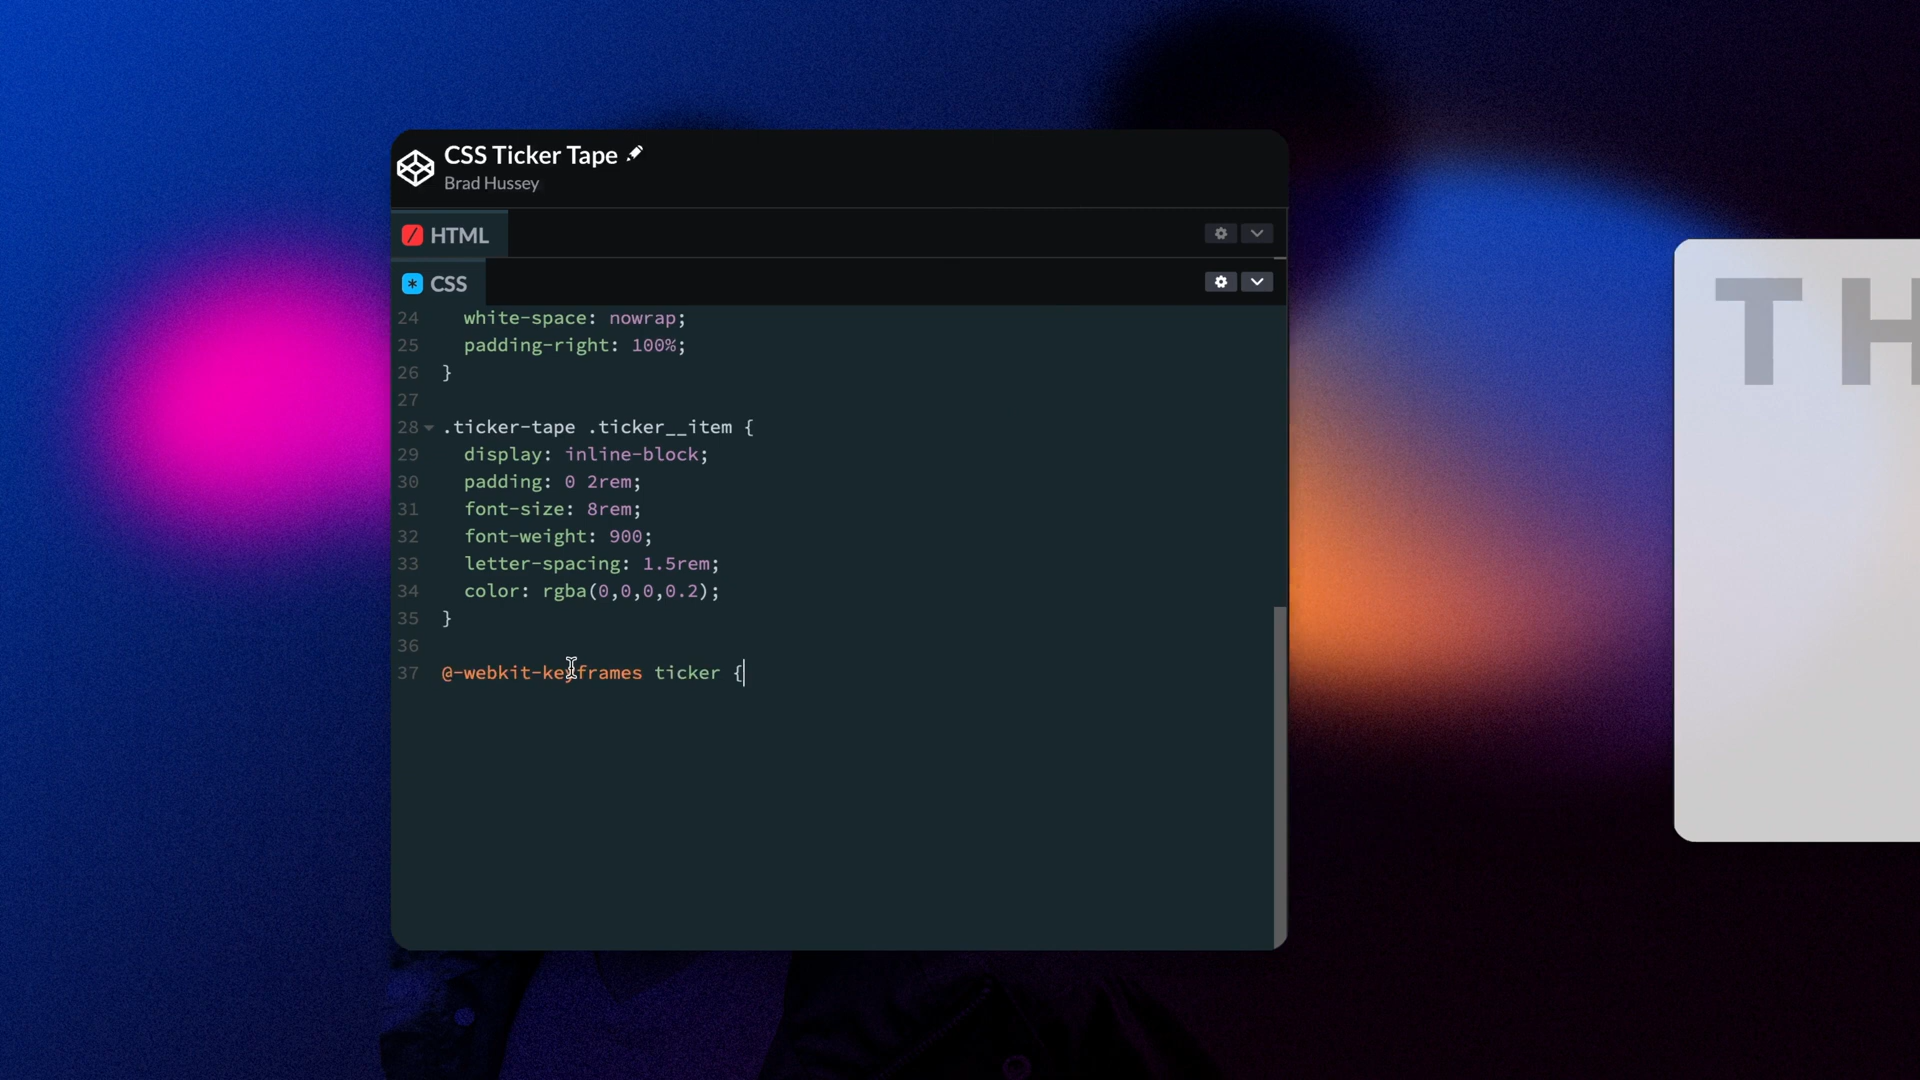 CSS Ticker Tape
Brad Hussey
HTML
CSS
24 white-space: nowrap;
25 padding-right: 100%;
26 }
27
28 .ticker-tape .ticker__item {
29 display: inline-block;
30 padding: 0 2rem;
31 font-size: 8rem;
32 font-weight: 900;
33 letter-spacing: 1.5rem;
34 color: rgba(0,0,0,0.2);
35 }
36
37 @-webkit-keyframes ticker {
TH